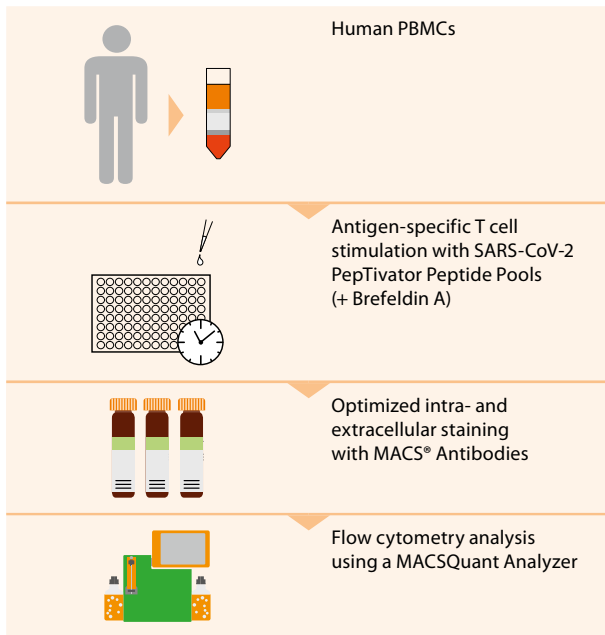 Human PBMCs
Antigen-specific T cell
stimulation with SARS-CoV-2
PepTivator Peptide Pools
(+ Brefeldin A)
Optimized intra- and
extracellular staining
with MACS® Antibodies
Flow cytometry analysis
using a MACSQuant Analyzer